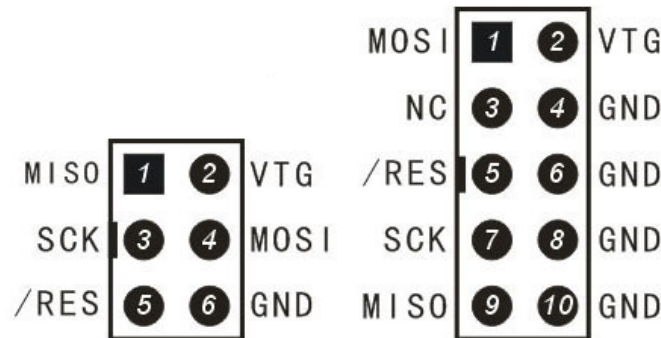 MISO 1 2 VTG
SCK 3 4 MOSI
/RES 5 6 GND
MOSI 1 2 VTG
NC 3 4 GND
/RES 5 6 GND
SCK 7 8 GND
MISO 9 10 GND